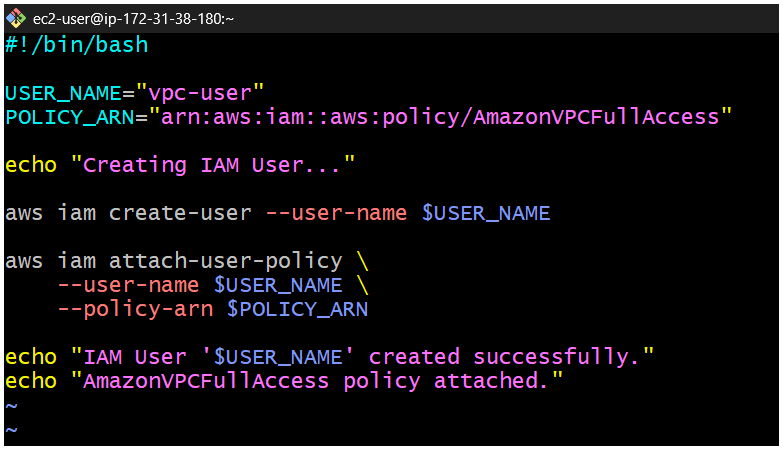 ec2-user@ip-172-31-38-180:~
#!/bin/bash
USER_NAME="vpc-user"
POLICY_ARN="arn:aws:iam::aws:policy/AmazonVPCFullAccess"
echo "Creating IAM User..."
aws iam create-user --user-name $USER_NAME
aws iam attach-user-policy \
    --user-name $USER_NAME \
    --policy-arn $POLICY_ARN
echo "IAM User '$USER_NAME' created successfully."
echo "AmazonVPCFullAccess policy attached."
~
~